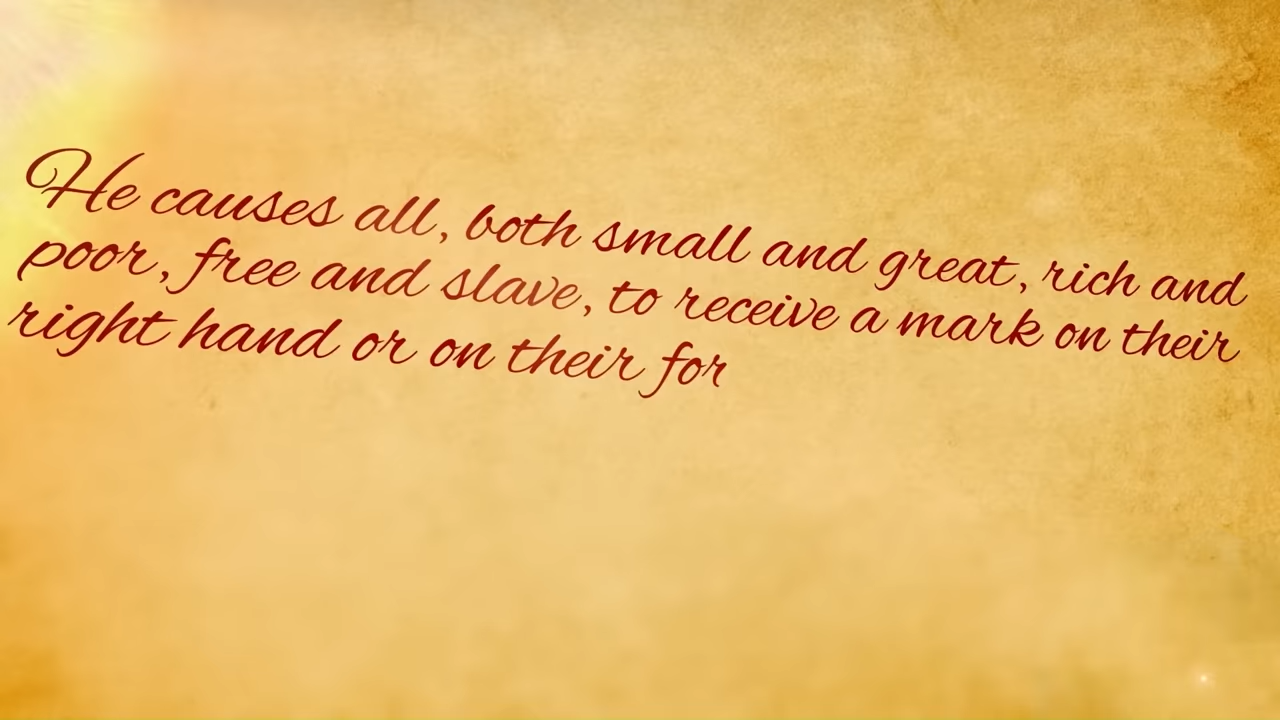 He causes all, both small and great, rich and
poor, free and slave, to receive a mark on their
right hand or on their for